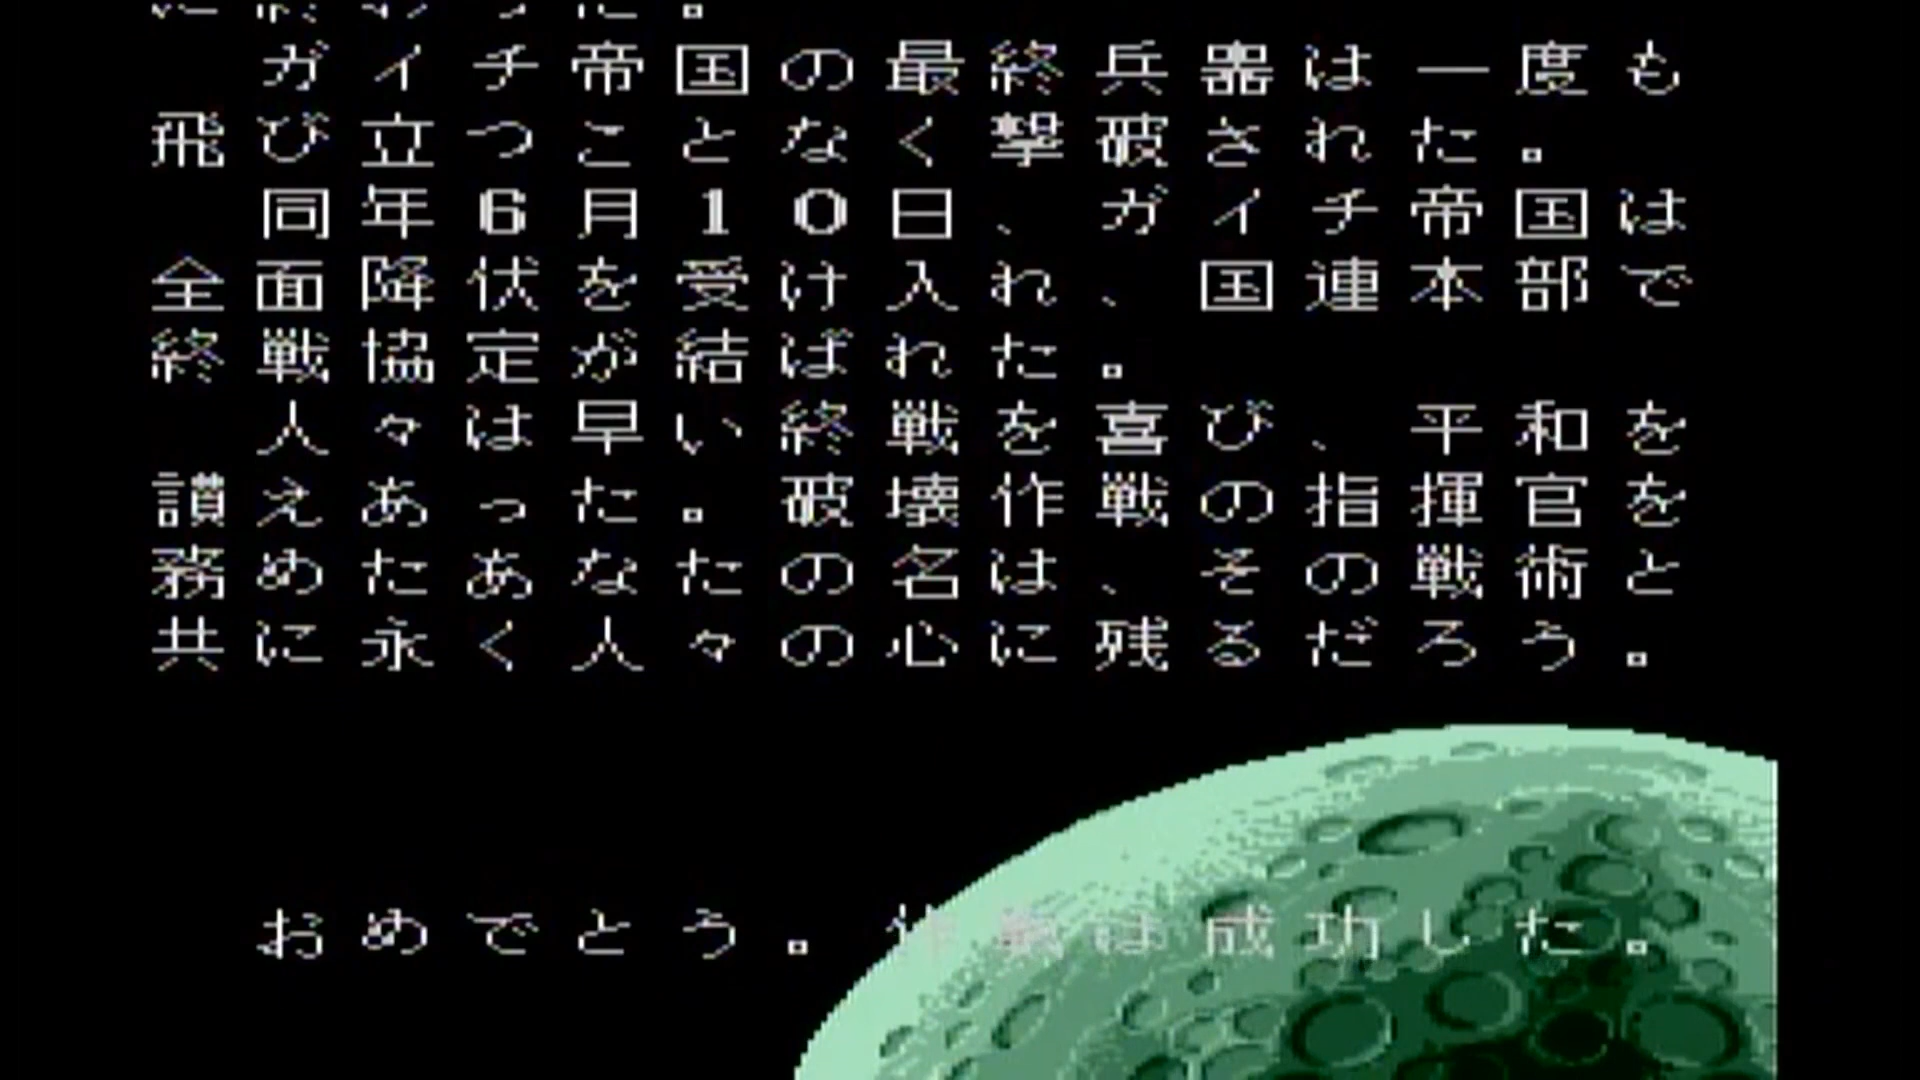 ガイチ帝国の最終兵器は一度も
飛び立つことなく撃破された。
同年6月10日、ガイチ帝国は
全面降伏を受け入れ、国連本部で
終戦協定が結ばれた。
人々は早い終戦を喜び、平和を
讃えあった。破壊作戦の指揮官を
務めたあなたの名は、その戦術と
共に永く人々の心に残るだろう。
おめでとう。作戦は成功した。